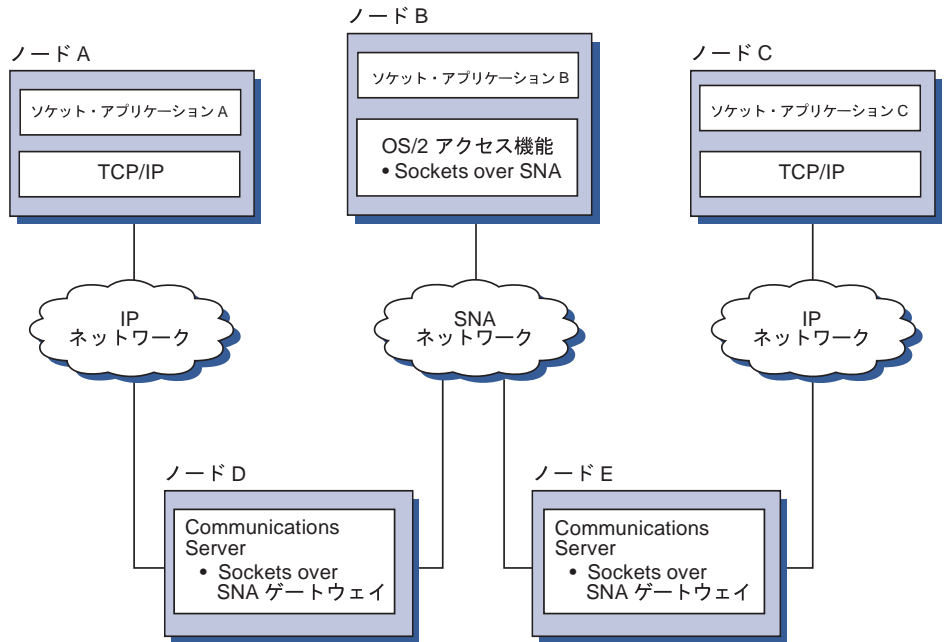 ノード B
ノード A
ノード C
ソケット・アプリケーション A
TCP/IP
ソケット・アプリケーション B
OS/2 アクセス機能
• Sockets over SNA
ソケット・アプリケーション C
TCP/IP
IP
ネットワーク
SNA
ネットワーク
IP
ネットワーク
ノード D
Communications
Server
• Sockets over
SNA ゲートウェイ
ノード E
Communications
Server
• Sockets over
SNA ゲートウェイ